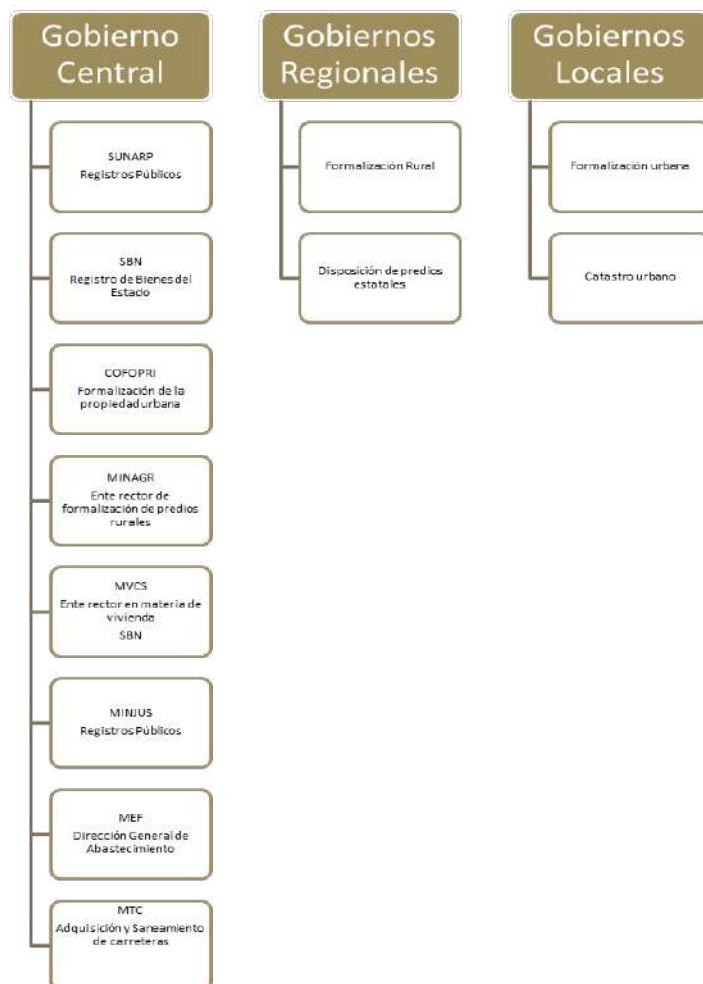 Gobierno
Central
SUNARP
Registros Públicos
SBN
Registro de Bienes del
Estado
COFOPRI
Formalización de la
propiedad urbana
MINAGR
Ente rector de
formalización de predios
rurales
MVCS
Ente rector en materia de
vivienda
SBN
MINJUS
Registros Públicos
MEF
Dirección General de
Abastecimiento
MTC
Adquisición y Saneamiento
de carreteras
Gobiernos
Regionales
Formalización Rural
Disposición de predios
estatales
Gobiernos
Locales
Formalización urbana
Catastro urbano